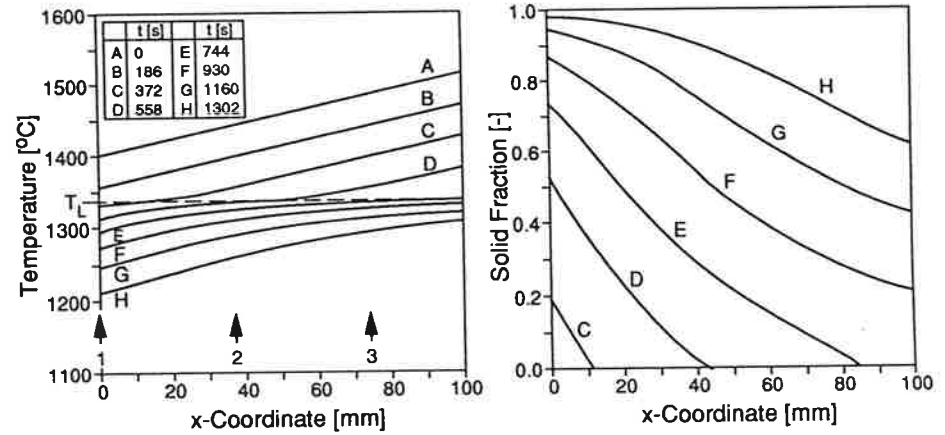 1600
1500
1400
T_L
1300
1200
1100
Temperature [°C]
t [s] t [s]
A 0 E 744
B 186 F 930
C 372 G 1160
D 558 H 1302
A
B
C
D
E
F
G
H
1 2 3
0 20 40 60 80 100
x-Coordinate [mm]
1.0
0.8
0.6
0.4
0.2
0.0
Solid Fraction [-]
H
G
F
E
D
C
0 20 40 60 80 100
x-Coordinate [mm]